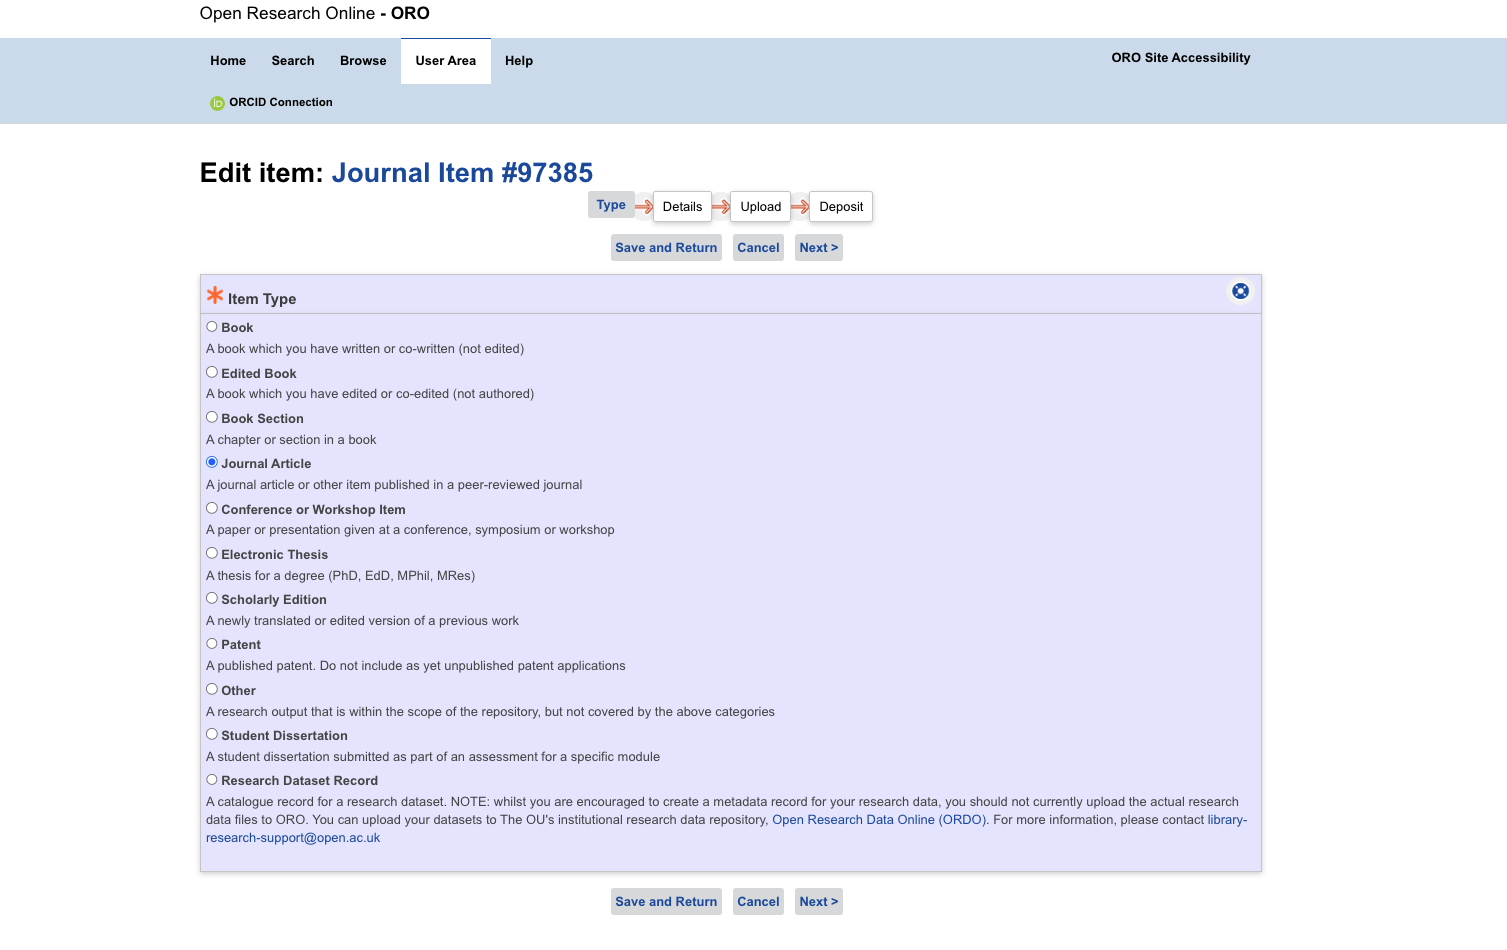 Open Research Online - ORO
Home Search Browse User Area Help ORO Site Accessibility
iD ORCID Connection
Edit item: Journal Item #97385
Type Details Upload Deposit
Save and Return Cancel Next >
Item Type
Book
A book which you have written or co-written (not edited)
Edited Book
A book which you have edited or co-edited (not authored)
Book Section
A chapter or section in a book
Journal Article
A journal article or other item published in a peer-reviewed journal
Conference or Workshop Item
A paper or presentation given at a conference, symposium or workshop
Electronic Thesis
A thesis for a degree (PhD, EdD, MPhil, MRes)
Scholarly Edition
A newly translated or edited version of a previous work
Patent
A published patent. Do not include as yet unpublished patent applications
Other
A research output that is within the scope of the repository, but not covered by the above categories
Student Dissertation
A student dissertation submitted as part of an assessment for a specific module
Research Dataset Record
A catalogue record for a research dataset. NOTE: whilst you are encouraged to create a metadata record for your research data, you should not currently upload the actual research
data files to ORO. You can upload your datasets to The OU's institutional research data repository, Open Research Data Online (ORDO). For more information, please contact library-
research-support@open.ac.uk
Save and Return Cancel Next >